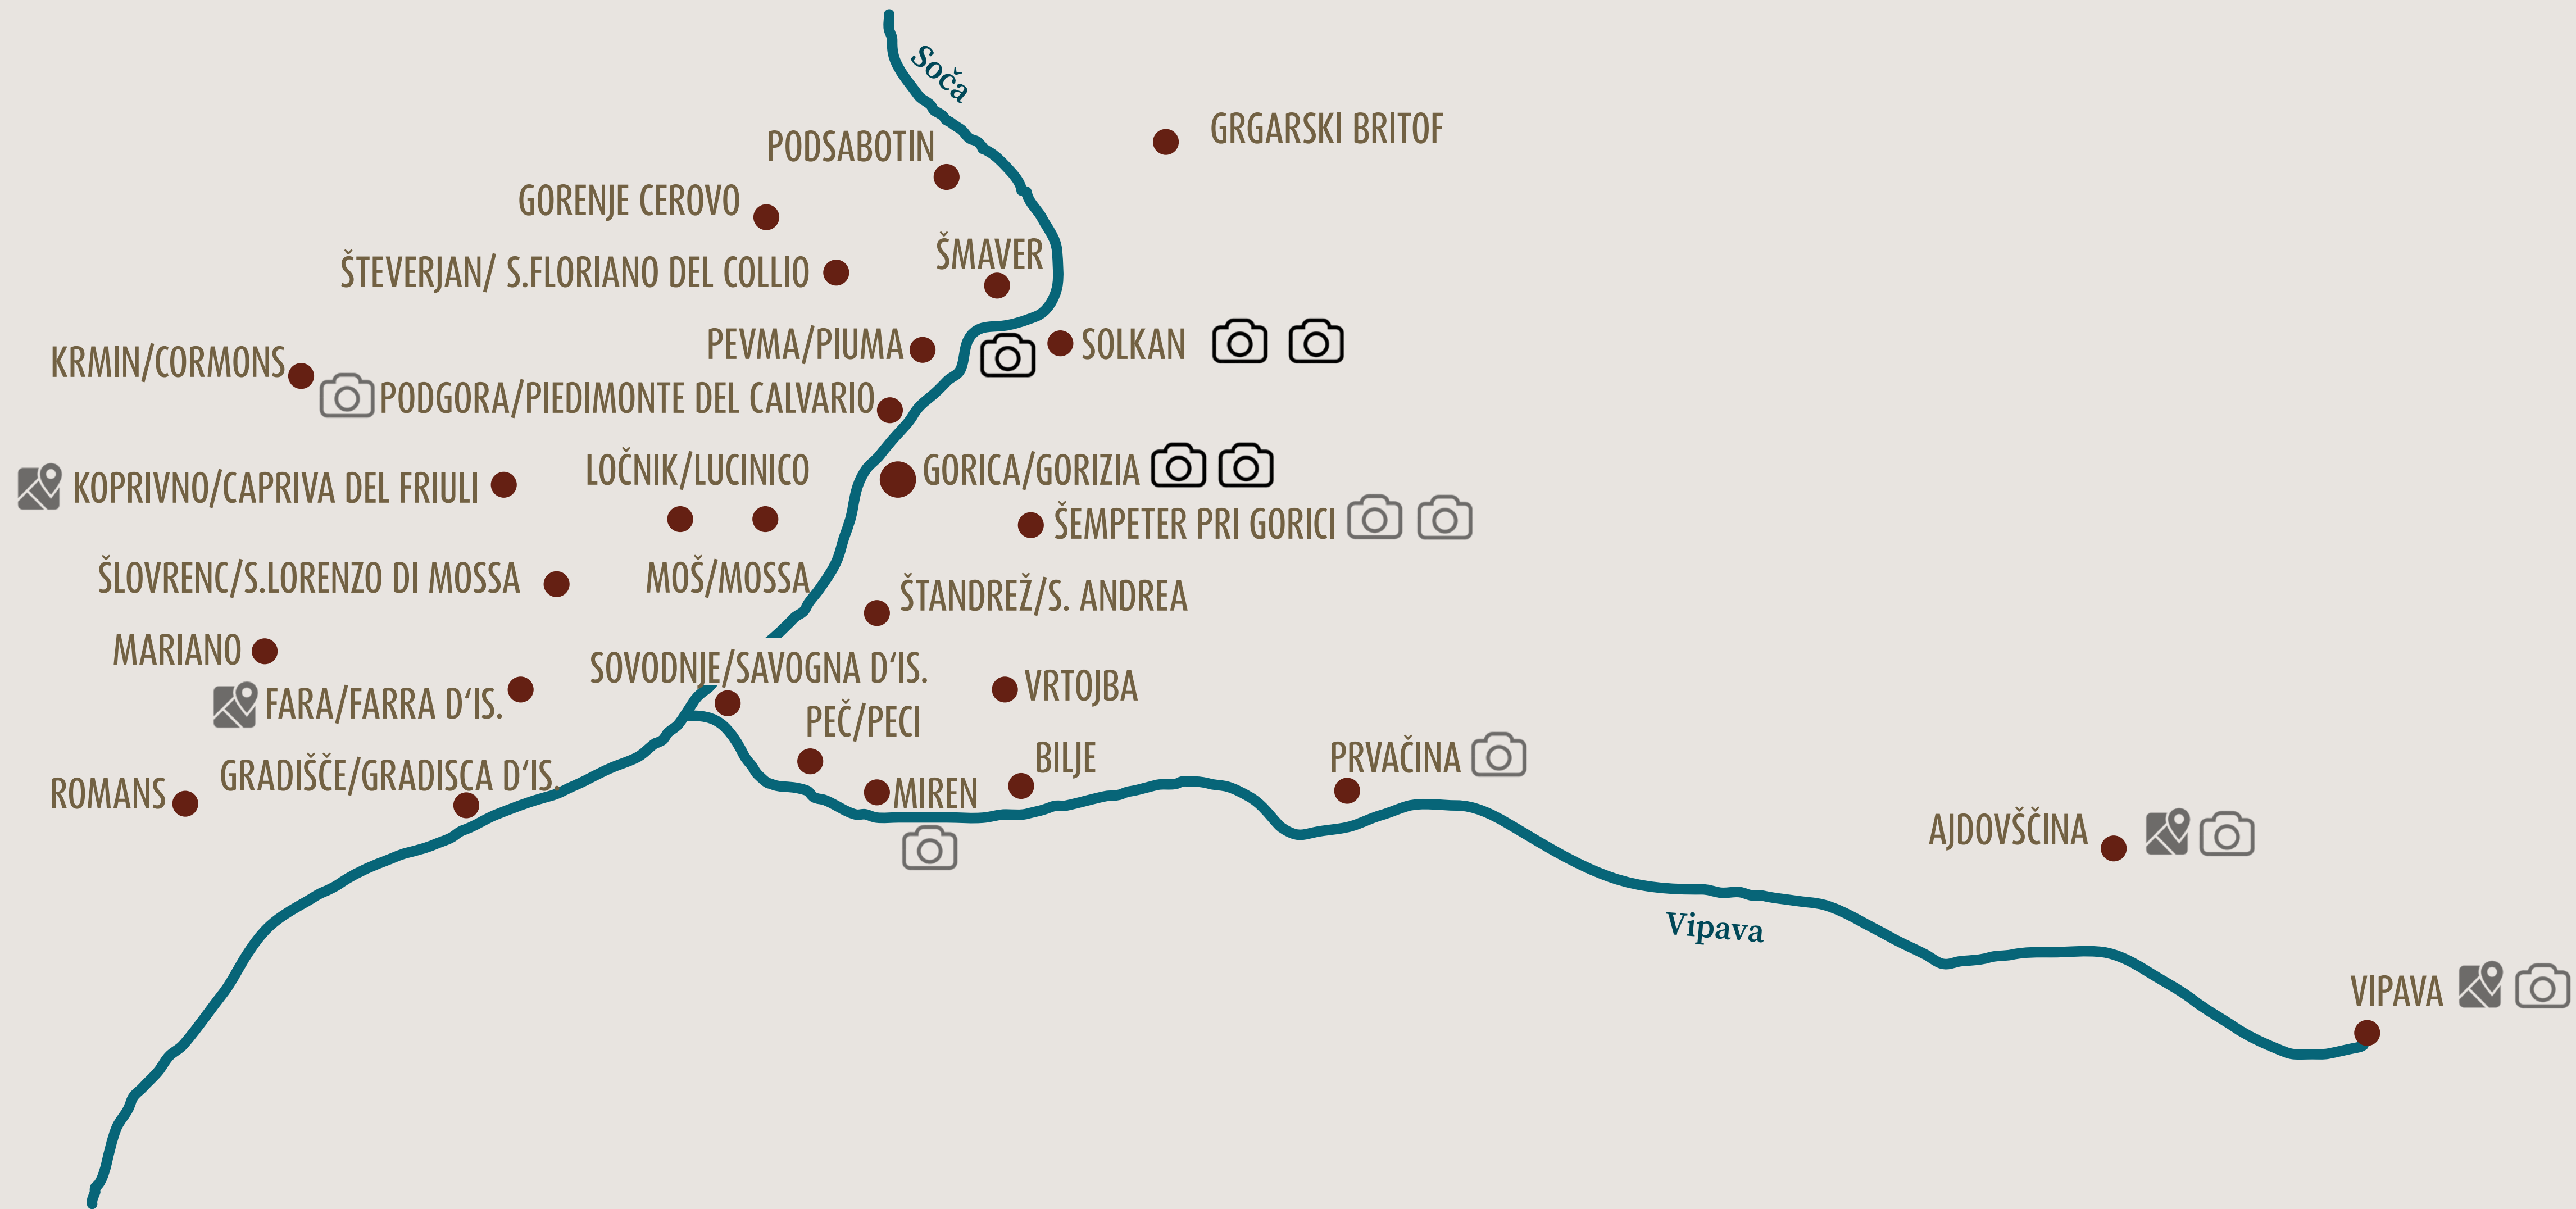 Soča
GRGARSKI BRITOF
PODSABOTIN
GORENJE CEROVO
ŠMAVER
ŠTEVERJAN/ S.FLORIANO DEL COLLIO
PEVMA/PIUMA
SOLKAN
KRMIN/CORMONS
PODGORA/PIEDIMONTE DEL CALVARIO
LOČNIK/LUCINICO
GORICA/GORIZIA
KOPRIVNO/CAPRIVA DEL FRIULI
ŠEMPETER PRI GORICI
ŠLOVRENC/S.LORENZO DI MOSSA
MOŠ/MOSSA
ŠTANDREŽ/S. ANDREA
MARIANO
SOVODNJE/SAVOGNA D‘IS.
VRTOJBA
FARA/FARRA D‘IS.
PEČ/PECI
BILJE
PRVAČINA
GRADIŠČE/GRADISCA D‘IS.
ROMANS
MIREN
AJDOVŠČINA
Vipava
VIPAVA